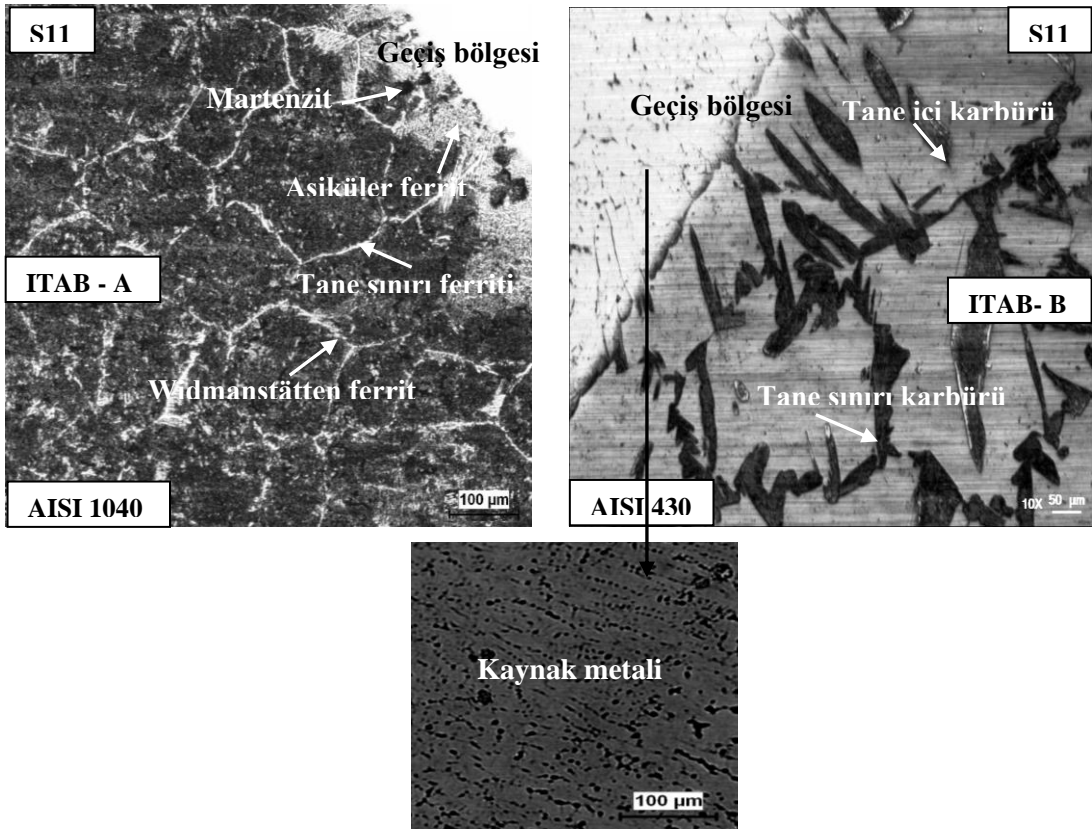 S11
Geçiş bölgesi
Martenzit
Asiküler ferrit
ITAB - A
Tane sınırı ferriti
Widmanstätten ferrit
AISI 1040
100 µm
S11
Geçiş bölgesi
Tane içi karbürü
ITAB- B
Tane sınırı karbürü
AISI 430
10X 50 µm
Kaynak metali
100 µm